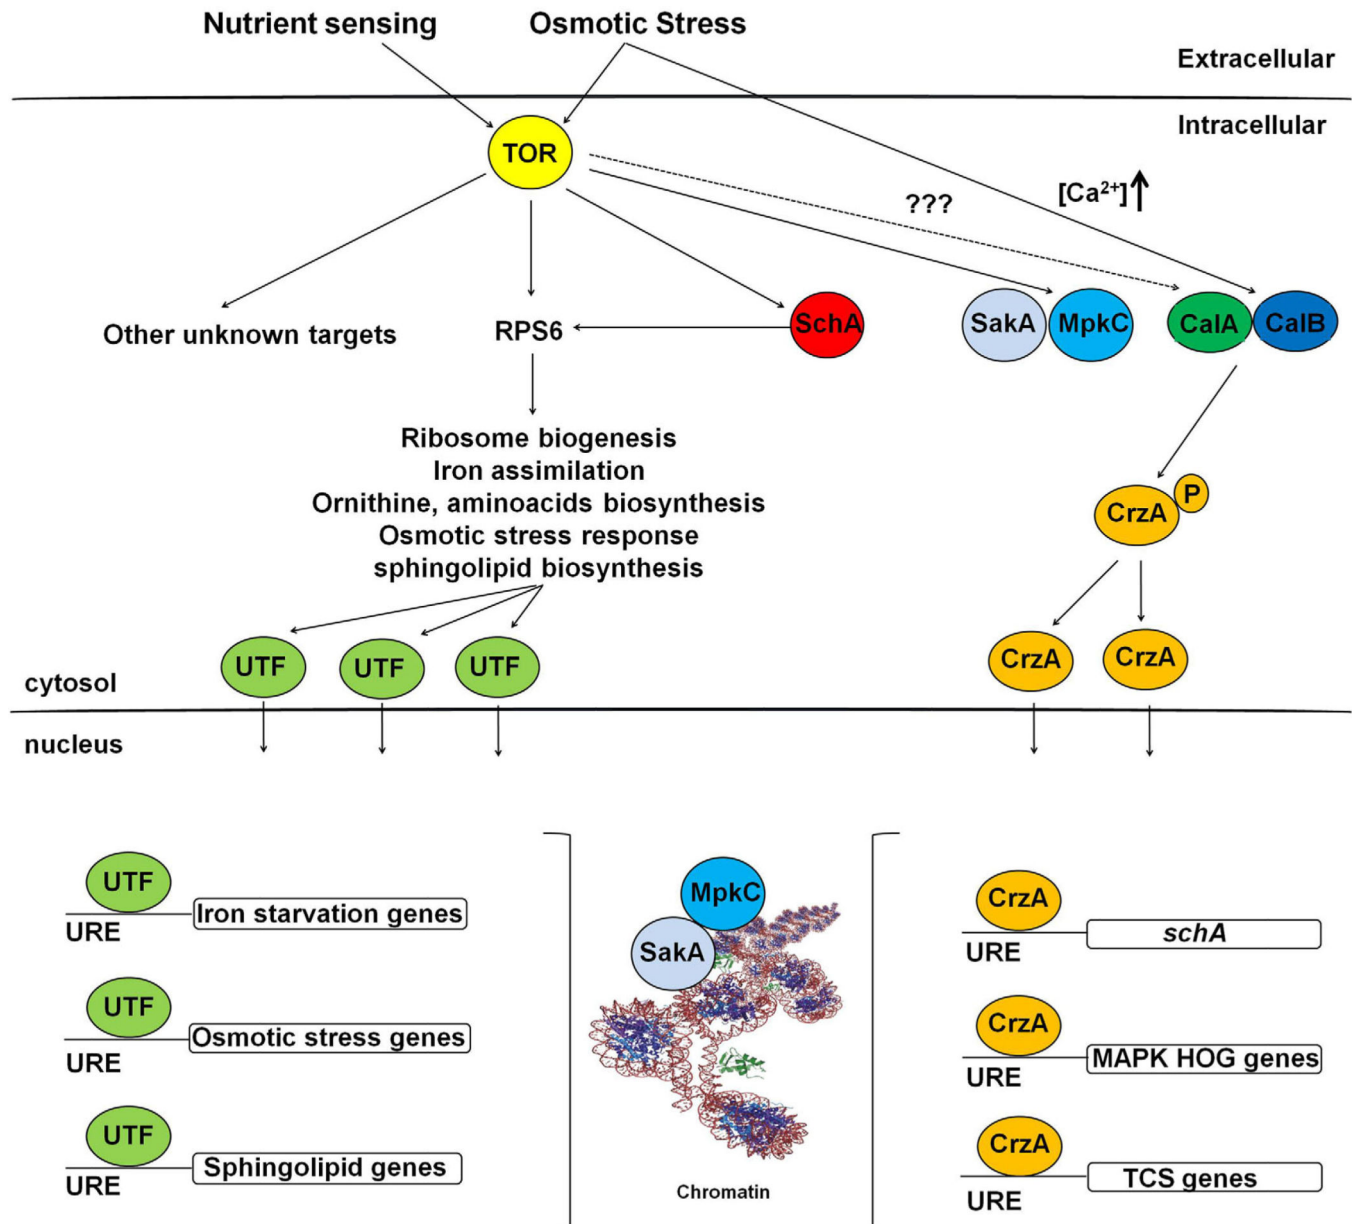 Nutrient sensing
Osmotic Stress
Extracellular
Intracellular
TOR
[Ca²⁺]
???
Other unknown targets
RPS6
SchA
SakA
MpkC
CalA
CalB
Ribosome biogenesis
Iron assimilation
Ornithine, aminoacids biosynthesis
Osmotic stress response
sphingolipid biosynthesis
CrzA
P
UTF
UTF
UTF
CrzA
CrzA
cytosol
nucleus
UTF
URE
Iron starvation genes
UTF
URE
Osmotic stress genes
UTF
URE
Sphingolipid genes
MpkC
SakA
Chromatin
CrzA
URE
schA
CrzA
URE
MAPK HOG genes
CrzA
URE
TCS genes